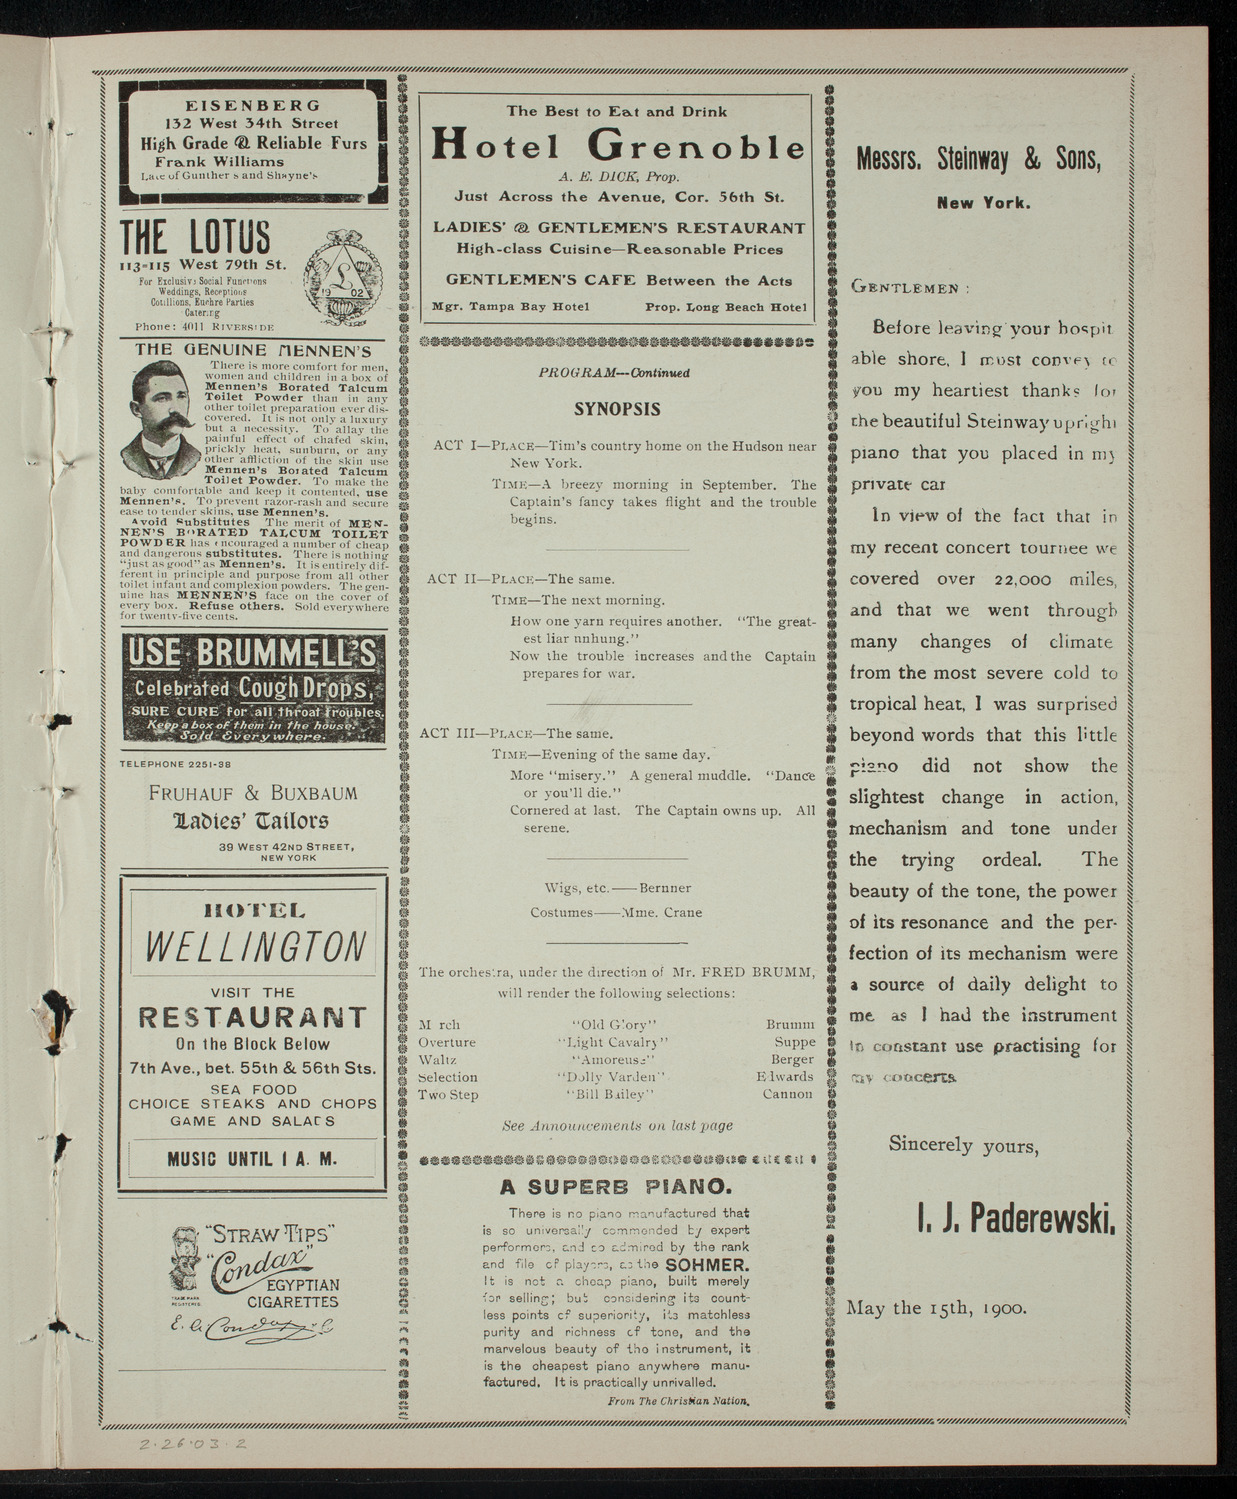 EISENBERG
132 West 34th Street
High Grade & Reliable Furs
Frank Williams
Late of Gunther's and Shayne's
THE LOTUS
113-115 West 79th St.
For Exclusive Social Functions
Weddings, Receptions
Cotillions, Euchre Parties
Catering
Phone: 4011 RIVERSIDE
L
19 02
THE GENUINE MENNEN'S
There is more comfort for men,
women and children in a box of
Mennen's Borated Talcum
Toilet Powder than in any
other toilet preparation ever dis-
covered. It is not only a luxury
but a necessity. To allay the
painful effect of chafed skin,
prickly heat, sunburn, or any
other affliction of the skin use
Mennen's Borated Talcum
Toilet Powder. To make the
baby comfortable and keep it contented, use
Mennen's. To prevent razor-rash and secure
ease to tender skins, use Mennen's.
Avoid Substitutes The merit of MEN-
NEN'S BORATED TALCUM TOILET
POWDER has encouraged a number of cheap
and dangerous substitutes. There is nothing
"just as good" as Mennen's. It is entirely dif-
ferent in principle and purpose from all other
toilet infant and complexion powders. The gen-
uine has MENNEN'S face on the cover of
every box. Refuse others. Sold everywhere
for twenty-five cents.
USE BRUMMELL'S
Celebrated Cough Drops,
SURE CURE for all throat troubles.
Keep a box of them in the house.
Sold Everywhere.
TELEPHONE 2251-38
FRUHAUF & BUXBAUM
Ladies' Tailors
39 WEST 42ND STREET,
NEW YORK
HOTEL
WELLINGTON
VISIT THE
RESTAURANT
On the Block Below
7th Ave., bet. 55th & 56th Sts.
SEA FOOD
CHOICE STEAKS AND CHOPS
GAME AND SALADS
MUSIC UNTIL 1 A. M.
"STRAW TIPS"
"Condax"
EGYPTIAN
CIGARETTES
TRADE MARK
REGISTERED
2·26·03·2
The Best to Eat and Drink
Hotel Grenoble
A. E. DICK, Prop.
Just Across the Avenue, Cor. 56th St.
LADIES' & GENTLEMEN'S RESTAURANT
High-class Cuisine—Reasonable Prices
GENTLEMEN'S CAFE Between the Acts
Mgr. Tampa Bay Hotel Prop. Long Beach Hotel
PROGRAM—Continued
SYNOPSIS
ACT I—PLACE—Tim's country home on the Hudson near
New York.
TIME—A breezy morning in September. The
Captain's fancy takes flight and the trouble
begins.
ACT II—PLACE—The same.
TIME—The next morning.
How one yarn requires another. "The great-
est liar unhung."
Now the trouble increases and the Captain
prepares for war.
ACT III—PLACE—The same.
TIME—Evening of the same day.
More "misery." A general muddle. "Dance
or you'll die."
Cornered at last. The Captain owns up. All
serene.
Wigs, etc.——Bernner
Costumes——Mme. Crane
The orchestra, under the direction of Mr. FRED BRUMM,
will render the following selections:
March "Old Glory" Brumm
Overture "Light Cavalry" Suppe
Waltz "Amoreuse" Berger
Selection "Dolly Varden" Edwards
Two Step "Bill Bailey" Cannon
See Announcements on last page
A SUPERB PIANO.
There is no piano manufactured that
is so universally commended by expert
performers, and so admired by the rank
and file of players, as the SOHMER.
It is not a cheap piano, built merely
for selling; but considering its count-
less points of superiority, its matchless
purity and richness of tone, and the
marvelous beauty of the instrument, it
is the cheapest piano anywhere manu-
factured. It is practically unrivalled.
From The Christian Nation.
Messrs. Steinway & Sons,
New York.
GENTLEMEN:
Before leaving your hospit
able shore, I must convey to
you my heartiest thanks for
the beautiful Steinway upright
piano that you placed in my
private car
In view of the fact that in
my recent concert tournee we
covered over 22,000 miles,
and that we went through
many changes of climate
from the most severe cold to
tropical heat, I was surprised
beyond words that this little
piano did not show the
slightest change in action,
mechanism and tone under
the trying ordeal. The
beauty of the tone, the power
of its resonance and the per-
fection of its mechanism were
a source of daily delight to
me as I had the instrument
in constant use practising for
my concerts
Sincerely yours,
I. J. Paderewski.
May the 15th, 1900.